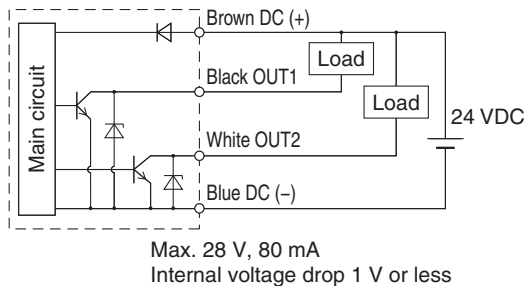 Brown DC (+)
Main circuit
Load
Black OUT1
Load
24 VDC
White OUT2
Blue DC (−)
Max. 28 V, 80 mA
Internal voltage drop 1 V or less